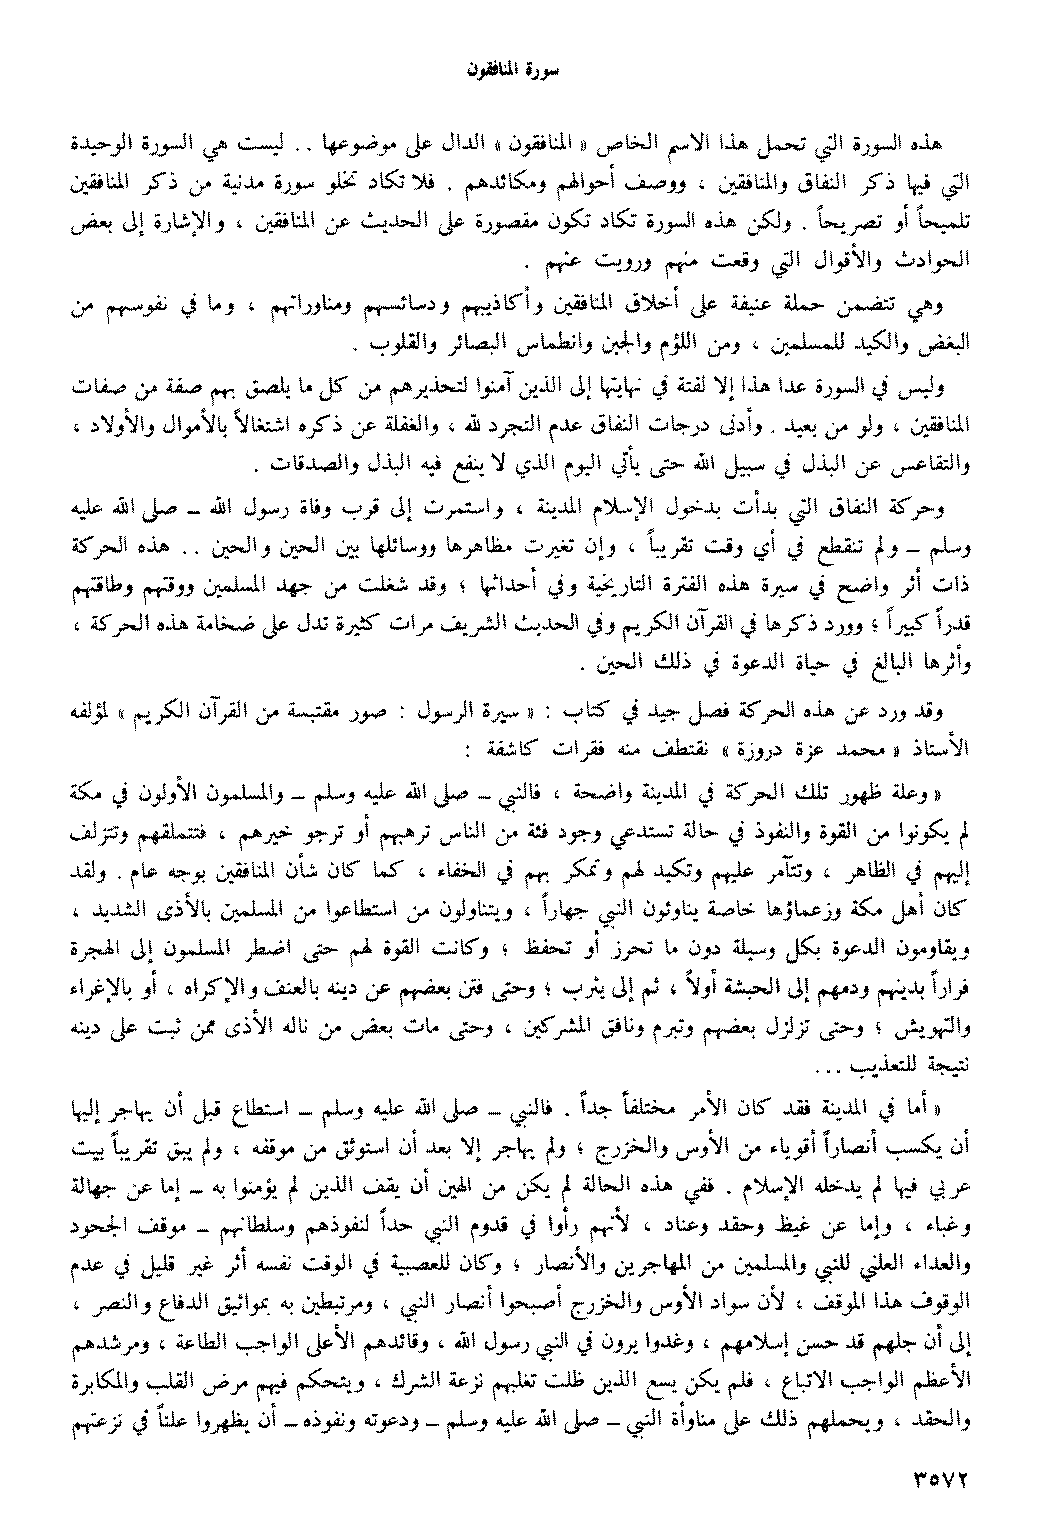 سورة المنافقون
هذه السورة التي تحمل هذا الاسم الخاص « المنافقون » الدال على موضوعها .. ليست هي السورة الوحيدة
التي فيها ذكر النفاق والمنافقين ، ووصف أحوالهم ومكائدهم . فلا تكاد تخلو سورة مدنية من ذكر المنافقين
تلميحاً أو تصريحاً . ولكن هذه السورة تكاد تكون مقصورة على الحديث عن المنافقين ، والإشارة إلى بعض
الحوادث والأقوال التي وقعت منهم ورويت عنهم .
وهي تتضمن حملة عنيفة على أخلاق المنافقين وأكاذيبهم ودسائسهم ومناوراتهم ، وما في نفوسهم من
البغض والكيد للمسلمين ، ومن اللؤم والجبن وانطماس البصائر والقلوب .
وليس في السورة عدا هذا إلا لفتة في نهايتها إلى الذين آمنوا لتحذيرهم من كل ما يلصق بهم صفة من صفات
المنافقين ، ولو من بعيد . وأدنى درجات النفاق عدم التجرد لله ، والغفلة عن ذكره اشتغالاً بالأموال والأولاد ،
والتقاعس عن البذل في سبيل الله حتى يأتي اليوم الذي لا ينفع فيه البذل والصدقات .
وحركة النفاق التي بدأت بدخول الإسلام المدينة ، واستمرت إلى قرب وفاة رسول الله – صلى الله عليه
وسلم – ولم تنقطع في أي وقت تقريباً ، وإن تغيرت مظاهرها ووسائلها بين الحين والحين .. هذه الحركة
ذات أثر واضح في سيرة هذه الفترة التاريخية وفي أحداثها ؛ وقد شغلت من جهد المسلمين ووقتهم وطاقتهم
قدراً كبيراً ؛ وورد ذكرها في القرآن الكريم وفي الحديث الشريف مرات كثيرة تدل على ضخامة هذه الحركة ،
وأثرها البالغ في حياة الدعوة في ذلك الحين .
وقد ورد عن هذه الحركة فصل جيد في كتاب : « سيرة الرسول : صور مقتبسة من القرآن الكريم » لمؤلفه
الأستاذ « محمد عزة دروزة » نقتطف منه فقرات كاشفة :
« وعلة ظهور تلك الحركة في المدينة واضحة ، فالنبي – صلى الله عليه وسلم – والمسلمون الأولون في مكة
لم يكونوا من القوة والنفوذ في حالة تستدعي وجود فئة من الناس ترهبهم أو ترجو خيرهم ، فتتملقهم وتتزلف
إليهم في الظاهر ، وتتآمر عليهم وتكيد لهم وتمكر بهم في الخفاء ، كما كان شأن المنافقين بوجه عام . ولقد
كان أهل مكة وزعماؤها خاصة يناوئون النبي جهاراً ، ويتناولون من استطاعوا من المسلمين بالأذى الشديد ،
ويقاومون الدعوة بكل وسيلة دون ما تحرز أو تحفظ ؛ وكانت القوة لهم حتى اضطر المسلمون إلى الهجرة
فراراً بدينهم ودمهم إلى الحبشة أولاً ، ثم إلى يثرب ؛ وحتى فتن بعضهم عن دينه بالعنف والإكراه ، أو بالإغراء
والتهويش ؛ وحتى تزلزل بعضهم وتبرم ونافق المشركين ، وحتى مات بعض من ناله الأذى ممن ثبت على دينه
نتيجة للتعذيب ...
« أما في المدينة فقد كان الأمر مختلفاً جداً . فالنبي – صلى الله عليه وسلم – استطاع قبل أن يهاجر إليها
أن يكسب أنصاراً أقوياء من الأوس والخزرج ؛ ولم يهاجر إلا بعد أن استوثق من موقفه ، ولم يبق تقريباً بيت
عربي فيها لم يدخله الإسلام . ففي هذه الحالة لم يكن من الهين أن يقف الذين لم يؤمنوا به – إما عن جهالة
وغباء ، وإما عن غيظ وحقد وعناد ، لأنهم رأوا في قدوم النبي حداً لنفوذهم وسلطانهم – موقف الجحود
والعداء العلني للنبي والمسلمين من المهاجرين والأنصار ؛ وكان للعصبية في الوقت نفسه أثر غير قليل في عدم
الوقوف هذا الموقف ، لأن سواد الأوس والخزرج أصبحوا أنصار النبي ، ومرتبطين به بمواثيق الدفاع والنصر ،
إلى أن جلهم قد حسن إسلامهم ، وغدوا يرون في النبي رسول الله ، وقائدهم الأعلى الواجب الطاعة ، ومرشدهم
الأعظم الواجب الاتباع ، فلم يكن يسع الذين ظلت تغلبهم نزعة الشرك ، ويتحكم فيهم مرض القلب والمكابرة
والحقد ، ويحملهم ذلك على مناوأة النبي – صلى الله عليه وسلم – ودعوته ونفوذه – أن يظهروا علناً في نزعتهم
٣٥٧٢